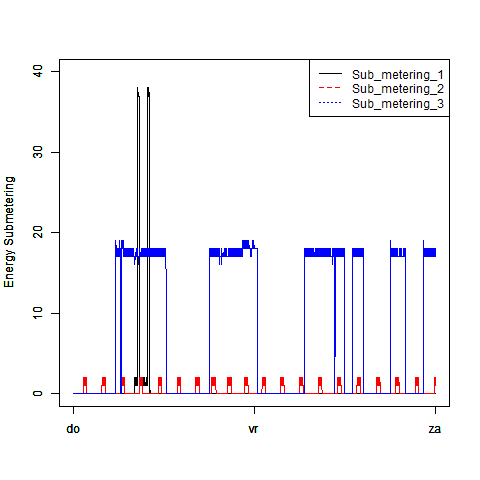 Sub_metering_1
Sub_metering_2
Sub_metering_3
Energy Submetering
40
30
20
10
0
do
vr
za